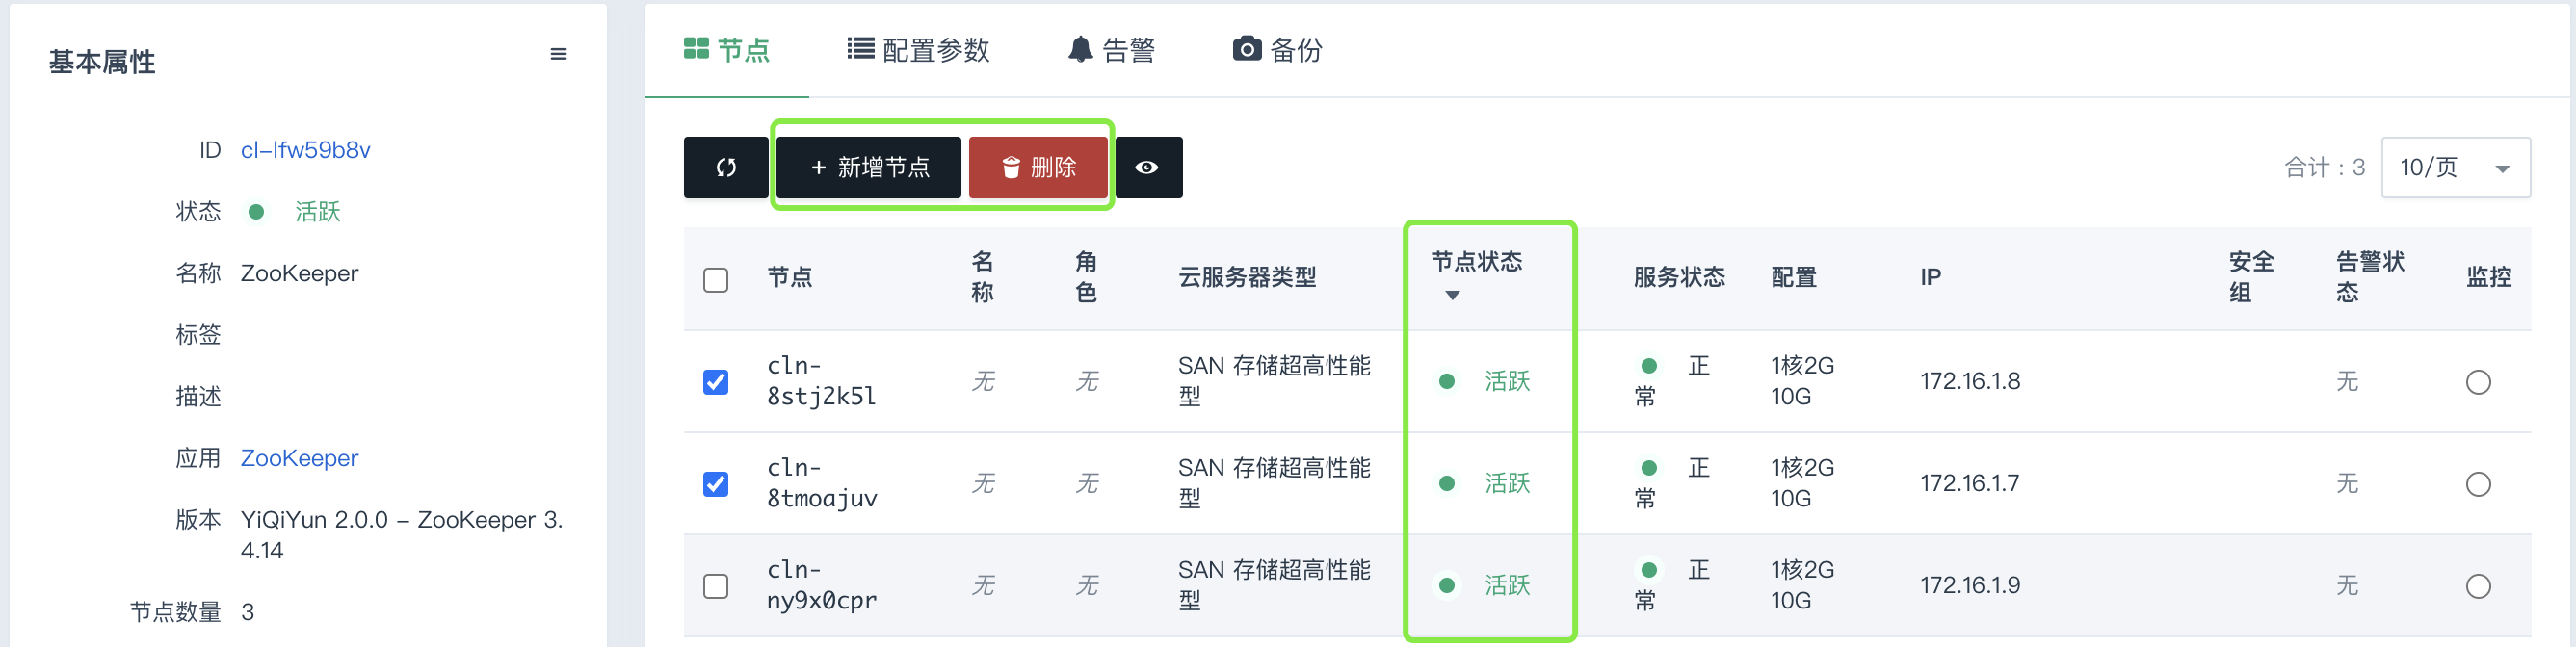 基本属性
ID cl-lfw59b8v
状态 活跃
名称 ZooKeeper
标签
描述
应用 ZooKeeper
版本 YiQiYun 2.0.0 - ZooKeeper 3.
4.14
节点数量 3
节点 配置参数 告警 备份
+ 新增节点 删除
合计：3 10/页
节点 名
称 角
色 云服务器类型 节点状态 服务状态 配置 IP 安全
组 告警状
态 监控
cln-
8stj2k5l 无 无 SAN 存储超高性能
型 活跃 正
常 1核2G
10G 172.16.1.8 无
cln-
8tmoajuv 无 无 SAN 存储超高性能
型 活跃 正
常 1核2G
10G 172.16.1.7 无
cln-
ny9x0cpr 无 无 SAN 存储超高性能
型 活跃 正
常 1核2G
10G 172.16.1.9 无